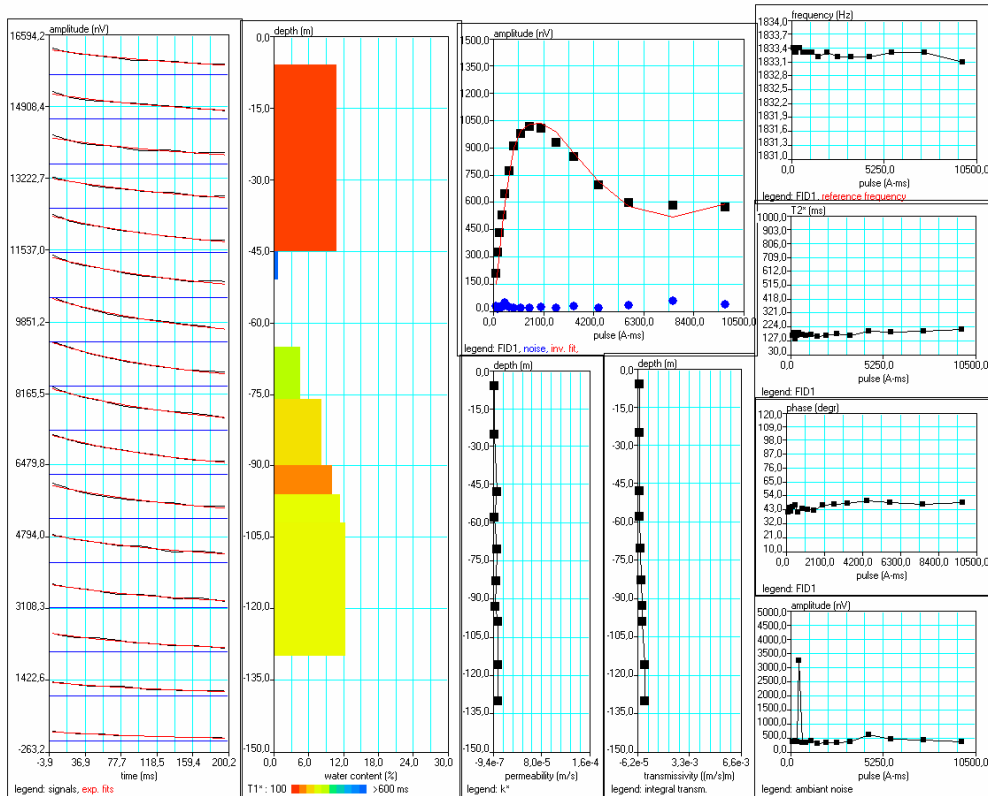 amplitude (nV)
16594,2
14908,4
13222,7
11537,0
9851,2
8165,5
6479,8
4794,0
3108,3
1422,6
-263,2
-3,9 36,9 77,7 118,5 159,4 200,2
time (ms)
legend: signals, exp. fits
depth (m)
0,0
-15,0
-30,0
-45,0
-60,0
-75,0
-90,0
-105,0
-120,0
-135,0
-150,0
0,0 6,0 12,0 18,0 24,0 30,0
water content (%)
T1* : 100 >600 ms
amplitude (nV)
1500,0
1350,0
1200,0
1050,0
900,0
750,0
600,0
450,0
300,0
150,0
0,0
0,0 2100,0 4200,0 6300,0 8400,0 10500,0
pulse (A-ms)
legend: FID1, noise, inv. fit,
depth (m)
0,0
-15,0
-30,0
-45,0
-60,0
-75,0
-90,0
-105,0
-120,0
-135,0
-150,0
-9,4e-7 8,0e-5 1,6e-4
permeability (m/s)
legend: k*
depth (m)
0,0
-15,0
-30,0
-45,0
-60,0
-75,0
-90,0
-105,0
-120,0
-135,0
-150,0
-6,2e-5 3,3e-3 6,6e-3
transmissivity ((m/s)m)
legend: integral transm.
frequency (Hz)
1834,0
1833,7
1833,4
1833,1
1832,8
1832,5
1832,2
1831,9
1831,6
1831,3
1831,0
0,0 5250,0 10500,0
pulse (A-ms)
legend: FID1, reference frequency
T2* (ms)
1000,0
903,0
806,0
709,0
612,0
515,0
418,0
321,0
224,0
127,0
30,0
0,0 5250,0 10500,0
pulse (A-ms)
legend: FID1
phase (degr)
120,0
109,0
98,0
87,0
76,0
65,0
54,0
43,0
32,0
21,0
10,0
0,0 2100,0 4200,0 6300,0 8400,0 10500,0
pulse (A-ms)
legend: FID1
amplitude (nV)
5000,0
4500,0
4000,0
3500,0
3000,0
2500,0
2000,0
1500,0
1000,0
500,0
0,0
0,0 5250,0 10500,0
pulse (A-ms)
legend: ambient noise